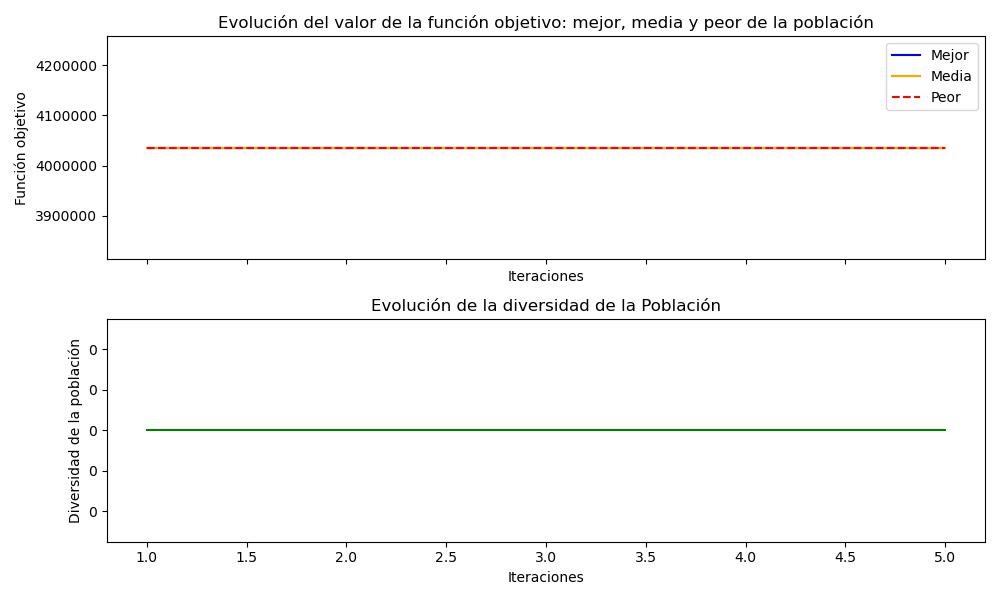 Evolución del valor de la función objetivo: mejor, media y peor de la población
Función objetivo
4200000
4100000
4000000
3900000
Mejor
Media
Peor
Iteraciones
Evolución de la diversidad de la Población
Diversidad de la población
0
0
0
0
0
1.0 1.5 2.0 2.5 3.0 3.5 4.0 4.5 5.0
Iteraciones